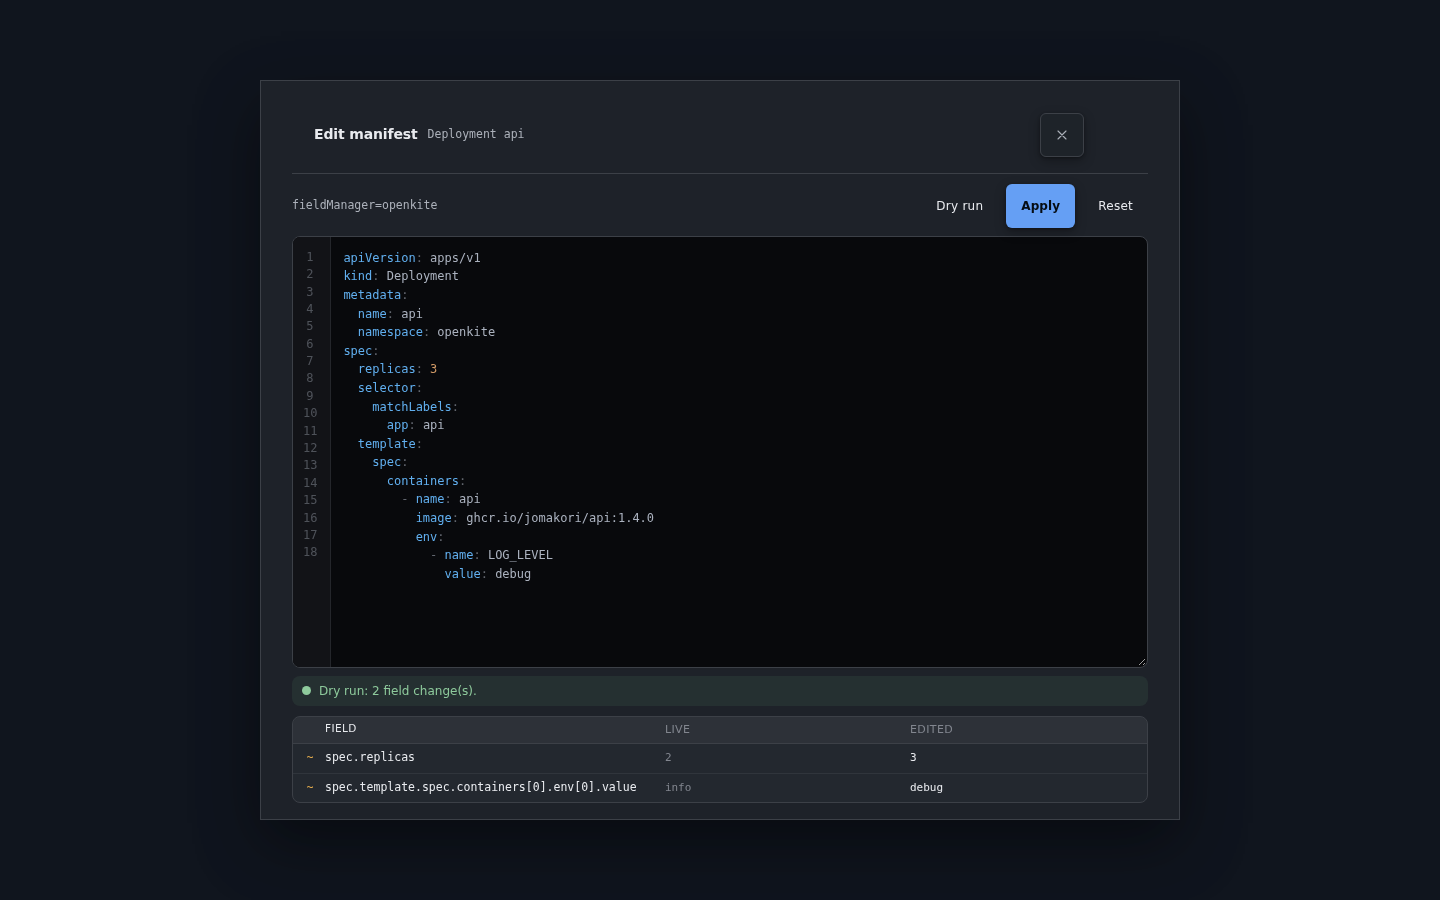 Edit manifest Deployment api
×
fieldManager=openkite
Dry run Apply Reset
1 apiVersion: apps/v1
2 kind: Deployment
3 metadata:
4   name: api
5   namespace: openkite
6 spec:
7   replicas: 3
8   selector:
9     matchLabels:
10       app: api
11   template:
12     spec:
13       containers:
14         - name: api
15           image: ghcr.io/jomakori/api:1.4.0
16           env:
17             - name: LOG_LEVEL
18               value: debug
Dry run: 2 field change(s).
FIELD LIVE EDITED
~ spec.replicas 2 3
~ spec.template.spec.containers[0].env[0].value info debug